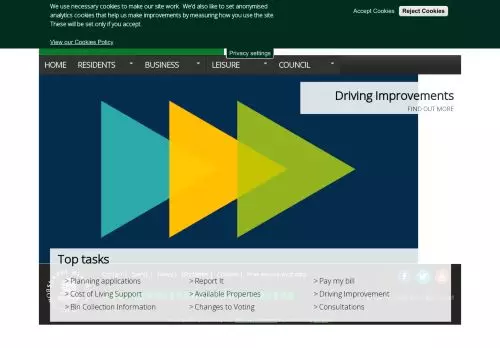 We use necessary cookies to make our site work. We'd also like to set anonymised
analytics cookies that help us make improvements by measuring how you use the site.
These will be set only if you accept.
Accept Cookies
Reject Cookies
View our Cookies Policy
Privacy settings
HOME RESIDENTS BUSINESS LEISURE COUNCIL
Driving Improvements
FIND OUT MORE
Top tasks
> Planning applications
> Report It
> Pay my bill
> Cost of Living Support
> Available Properties
> Driving Improvement
> Bin Collection Information
> Changes to Voting
> Consultations